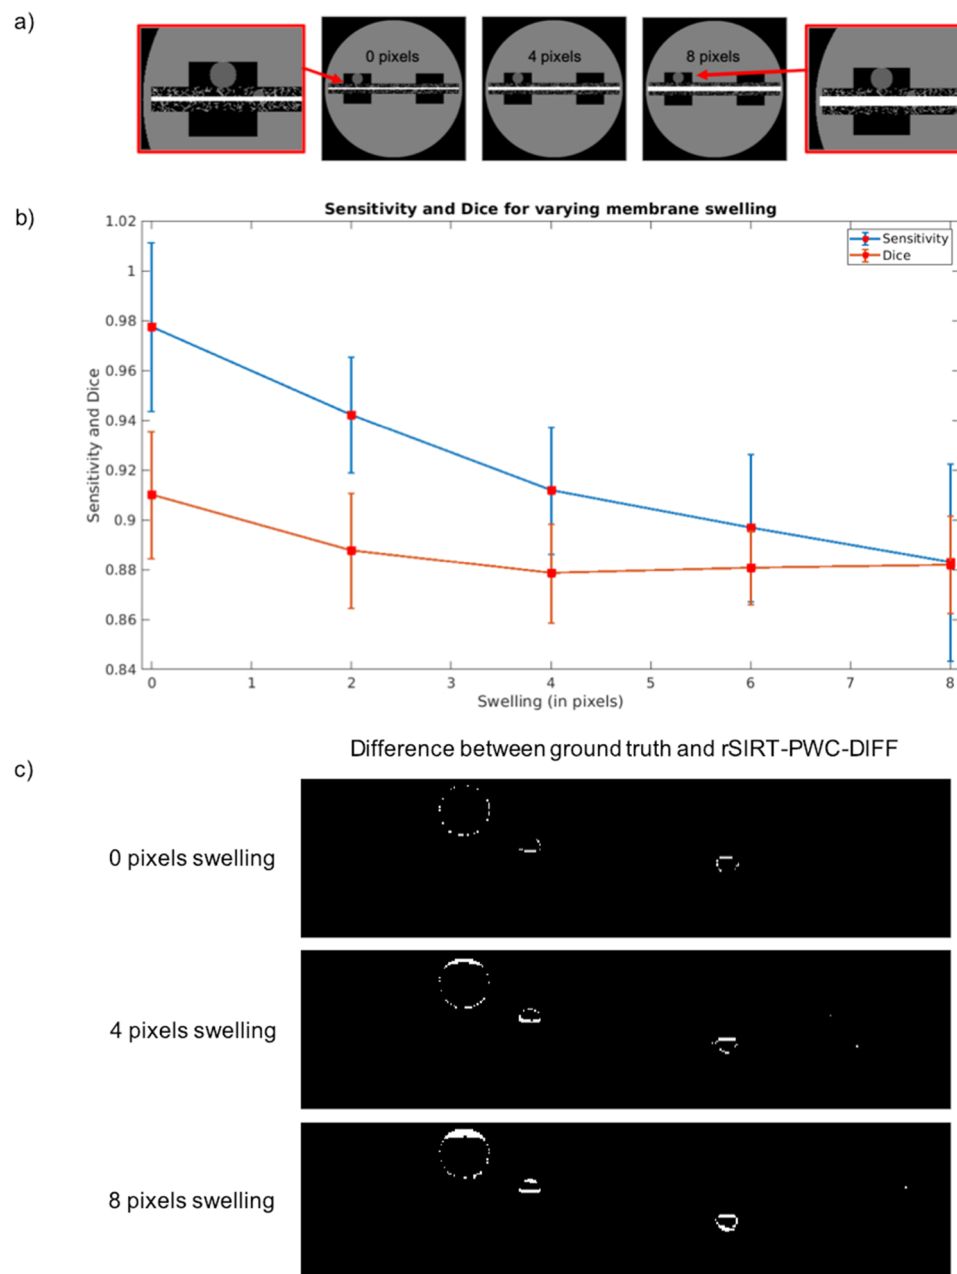 a)
0 pixels
4 pixels
8 pixels
b)
Sensitivity and Dice for varying membrane swelling
1.02
1
0.98
0.96
0.94
0.92
0.9
0.88
0.86
0.84
Sensitivity and Dice
Sensitivity
Dice
0 1 2 3 4 5 6 7 8
Swelling (in pixels)
c)
Difference between ground truth and rSIRT-PWC-DIFF
0 pixels swelling
4 pixels swelling
8 pixels swelling